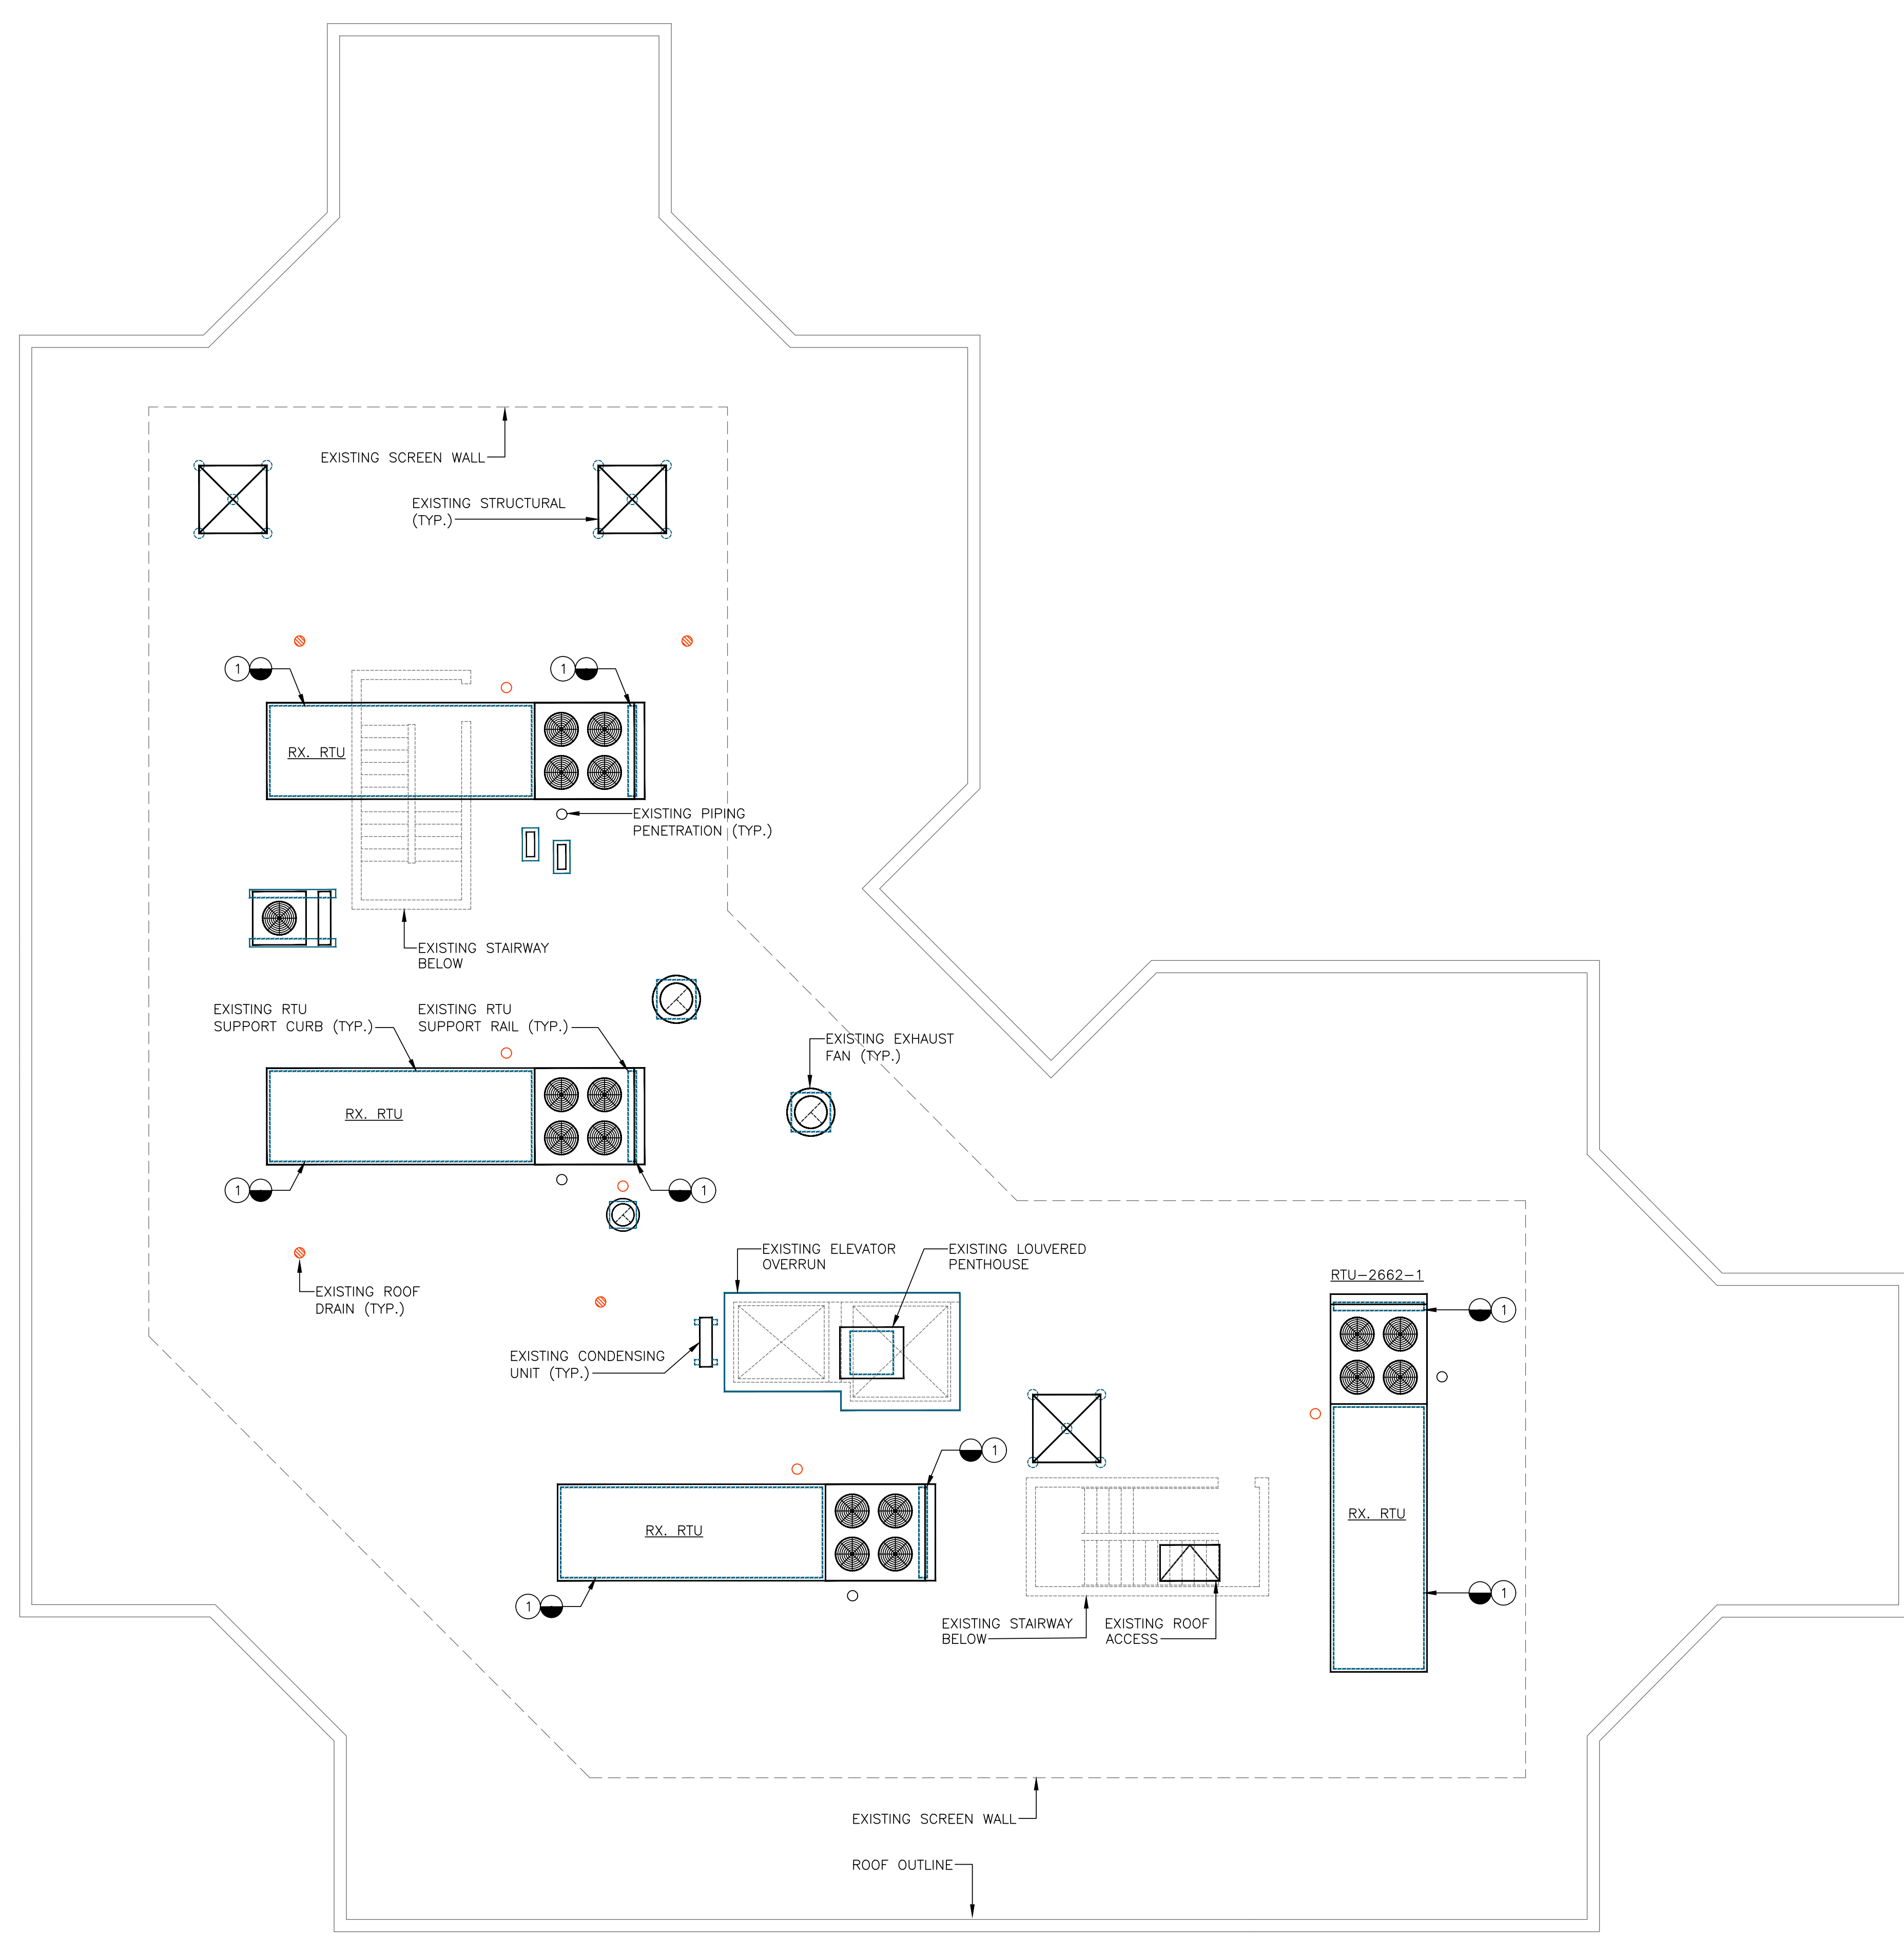 EXISTING SCREEN WALL
EXISTING STRUCTURAL
(TYP.)
1
1
RX. RTU
EXISTING PIPING
PENETRATION (TYP.)
EXISTING STAIRWAY
BELOW
EXISTING RTU
SUPPORT CURB (TYP.)
EXISTING RTU
SUPPORT RAIL (TYP.)
EXISTING EXHAUST
FAN (TYP.)
RX. RTU
1
1
EXISTING ELEVATOR
OVERRUN
EXISTING LOUVERED
PENTHOUSE
RTU-2662-1
EXISTING ROOF
DRAIN (TYP.)
1
EXISTING CONDENSING
UNIT (TYP.)
1
RX. RTU
RX. RTU
1
1
EXISTING STAIRWAY
BELOW
EXISTING ROOF
ACCESS
EXISTING SCREEN WALL
ROOF OUTLINE